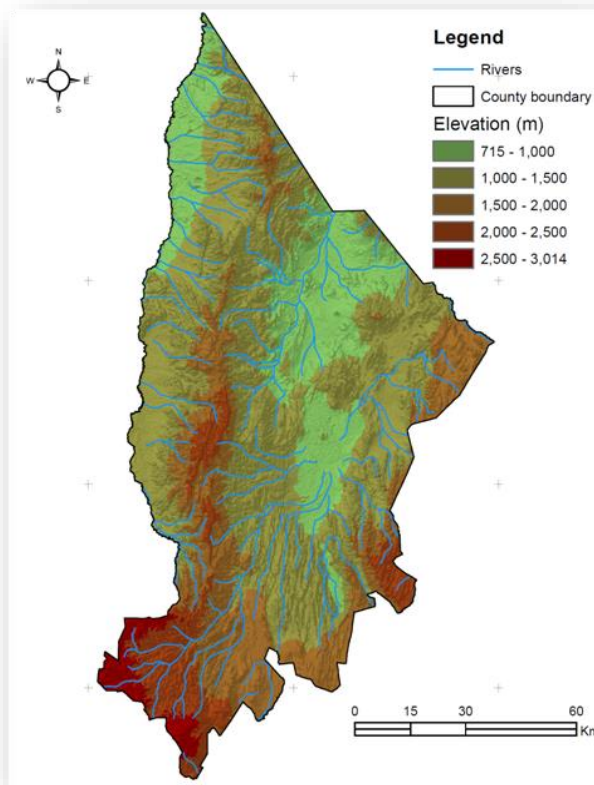 N
W E
S
Legend
Rivers
County boundary
Elevation (m)
715 - 1,000
1,000 - 1,500
1,500 - 2,000
2,000 - 2,500
2,500 - 3,014
0 15 30 60
Km